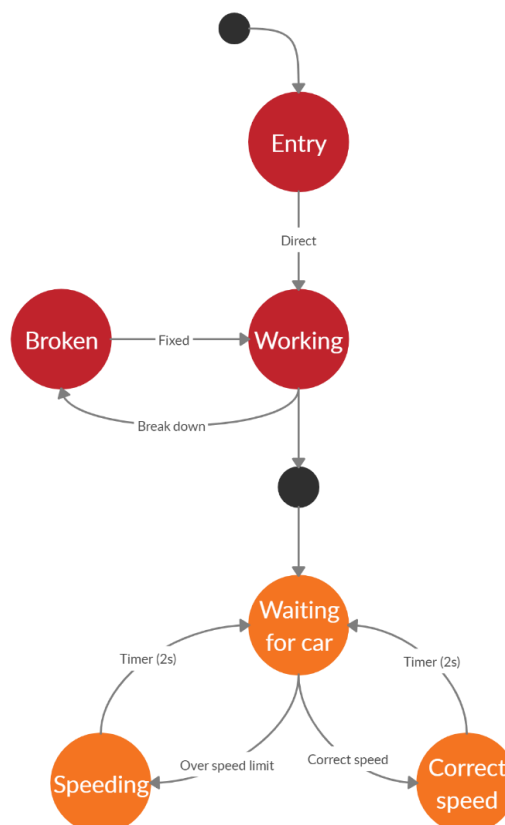 Entry
Direct
Broken
Fixed
Working
Break down
Waiting
for car
Timer (2s)
Timer (2s)
Over speed limit
Correct speed
Speeding
Correct
speed